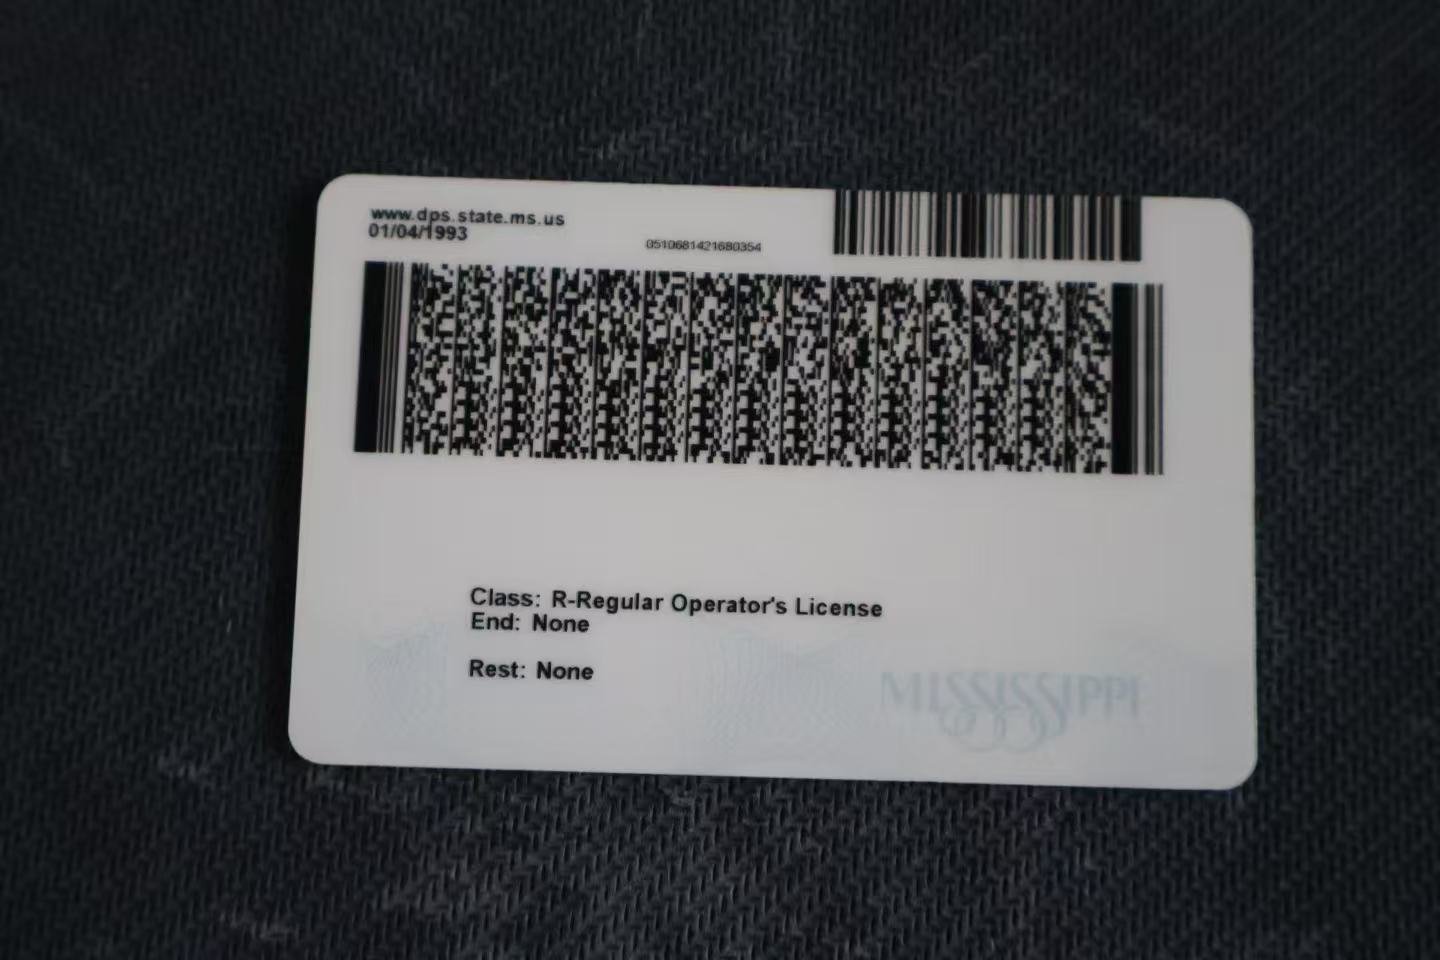 www.dps.state.ms.us
01/04/1993
0510681421680354
Class: R-Regular Operator's License
End: None
Rest: None
MISSISSIPPI